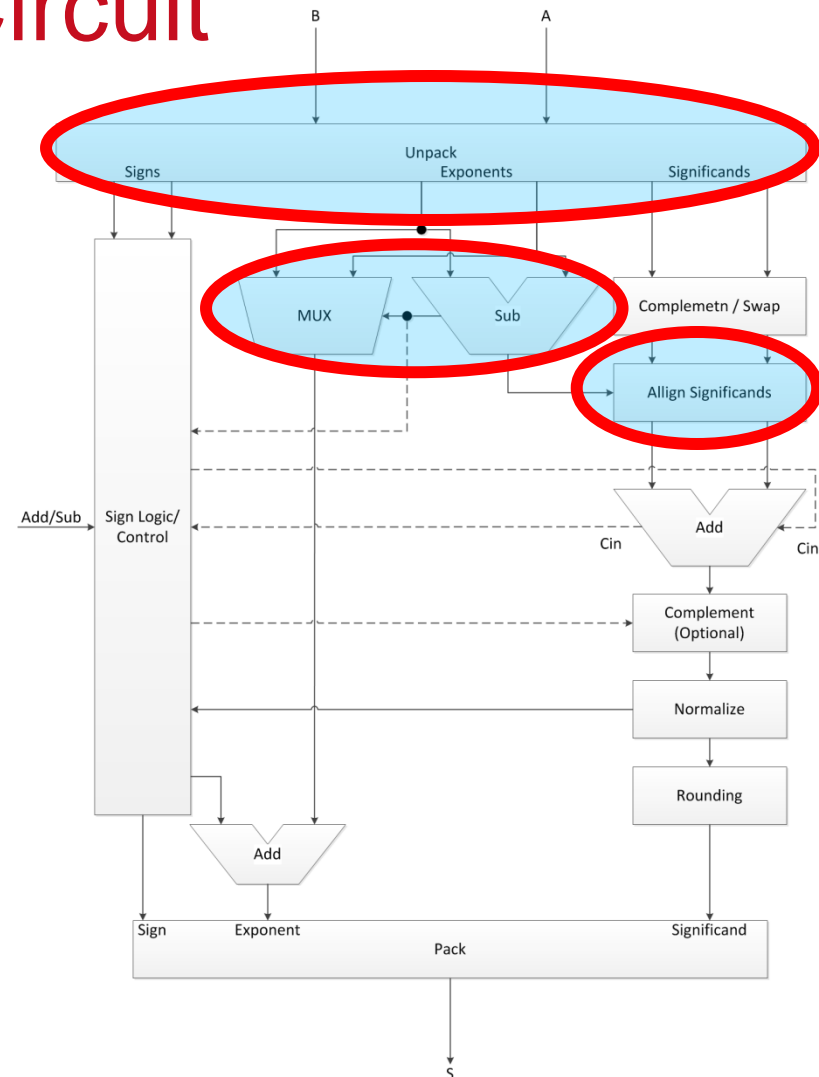 Circuit
B
A
Unpack
Signs
Exponents
Significands
MUX
Sub
Complemetn / Swap
Allign Significands
Add/Sub
Sign Logic/
Control
Add
Cin
Cin
Complement
(Optional)
Normalize
Rounding
Add
Sign
Exponent
Significand
Pack
S